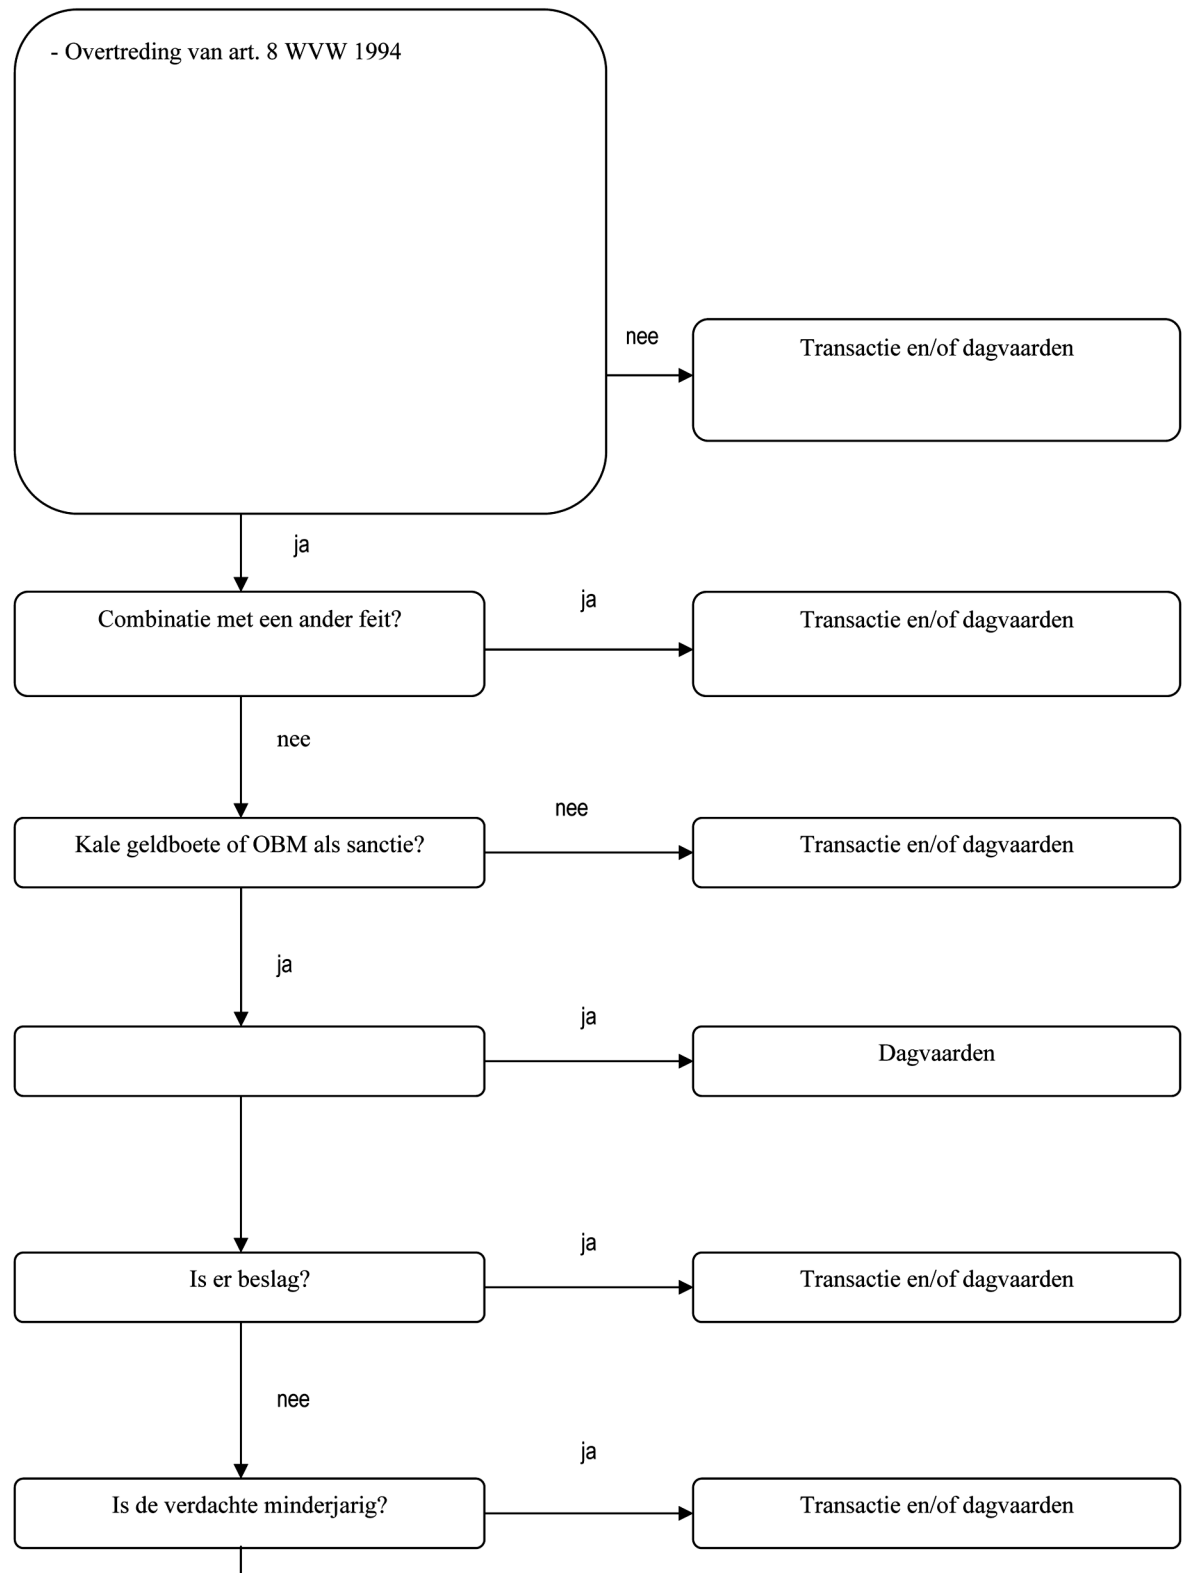 - Overtreding van art. 8 WVW 1994
nee
Transactie en/of dagvaarden
ja
Combinatie met een ander feit?
ja
Transactie en/of dagvaarden
nee
Kale geldboete of OBM als sanctie?
nee
Transactie en/of dagvaarden
ja
ja
Dagvaarden
Is er beslag?
ja
Transactie en/of dagvaarden
nee
Is de verdachte minderjarig?
ja
Transactie en/of dagvaarden